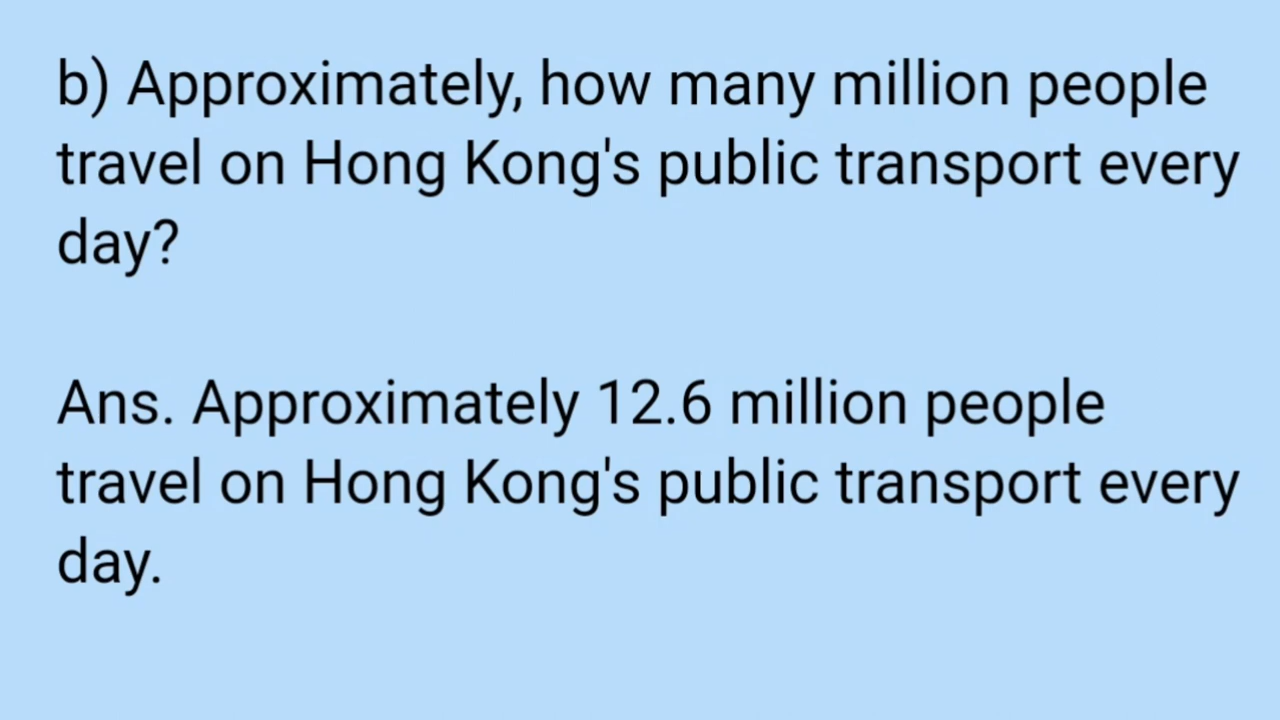 b) Approximately, how many million people
travel on Hong Kong's public transport every
day?
Ans. Approximately 12.6 million people
travel on Hong Kong's public transport every
day.